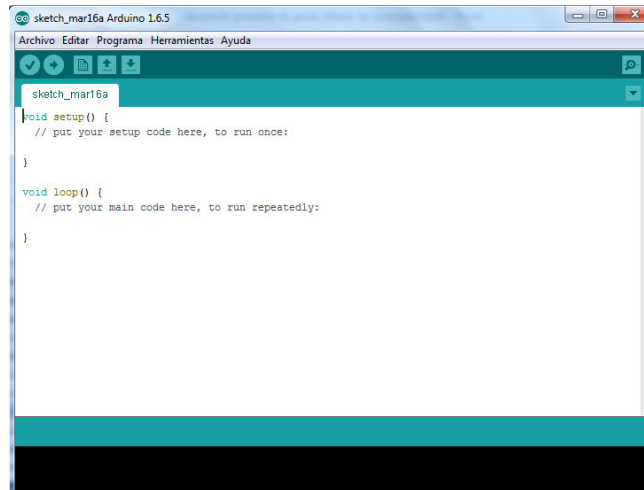 sketch_mar16a Arduino 1.6.5
Archivo Editar Programa Herramientas Ayuda
sketch_mar16a
void setup() {
// put your setup code here, to run once:
}
void loop() {
// put your main code here, to run repeatedly:
}